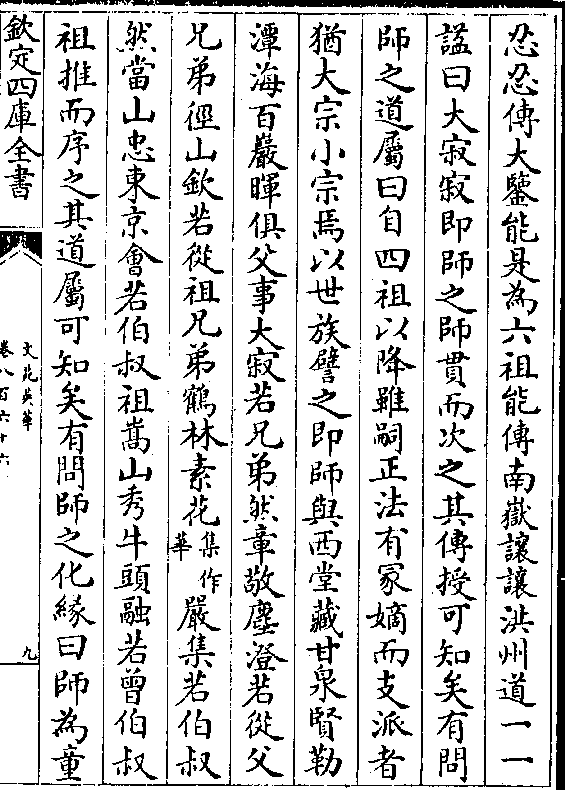 忍忍傳大鑒能是為六祖能傳南嶽讓讓洪州道一一
諡曰大寂寂即師之師貫而次之其傳授可知矣有問
師之道屬曰自四祖以降雖嗣正法有冢嫡而支派者
猶大宗小宗焉以世族譬之即師與西堂藏甘泉賢勒
潭海百巖暉俱父事大寂若兄弟然章敬塵澄若從父
兄弟徑山欽若從祖兄弟鶴林素花集作華嚴集若伯叔
然當山忠東京會若伯叔祖嵩山秀牛頭融若曾伯叔
祖推而序之其道屬可知矣有問師之化緣曰師為童
欽定四庫全書
文苑英華
卷八百六十六
九